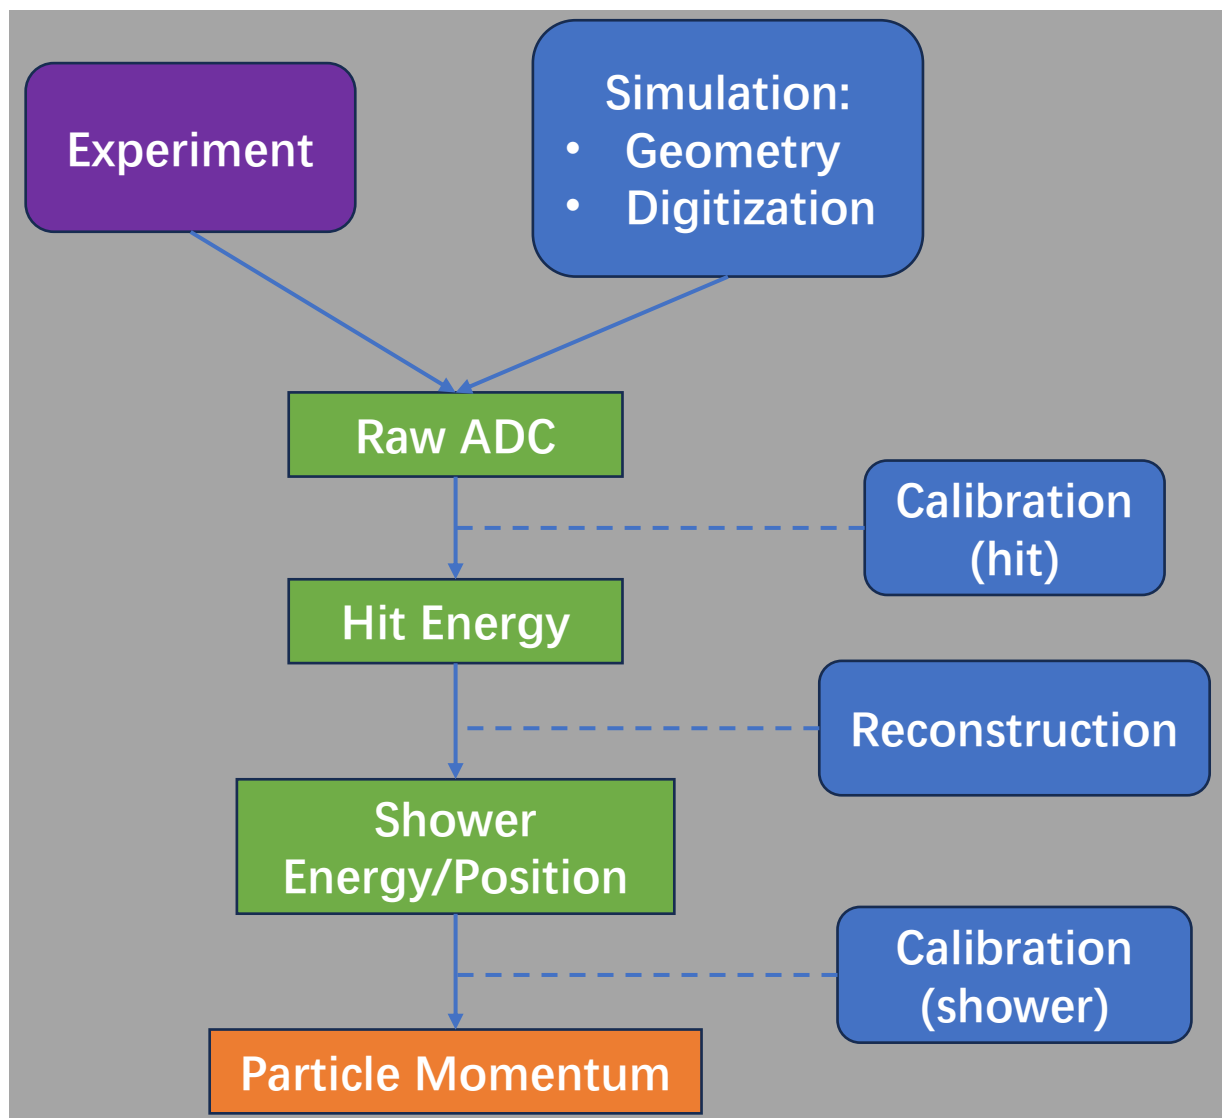 Experiment
Simulation:
• Geometry
• Digitization
Raw ADC
Calibration
(hit)
Hit Energy
Reconstruction
Shower
Energy/Position
Calibration
(shower)
Particle Momentum